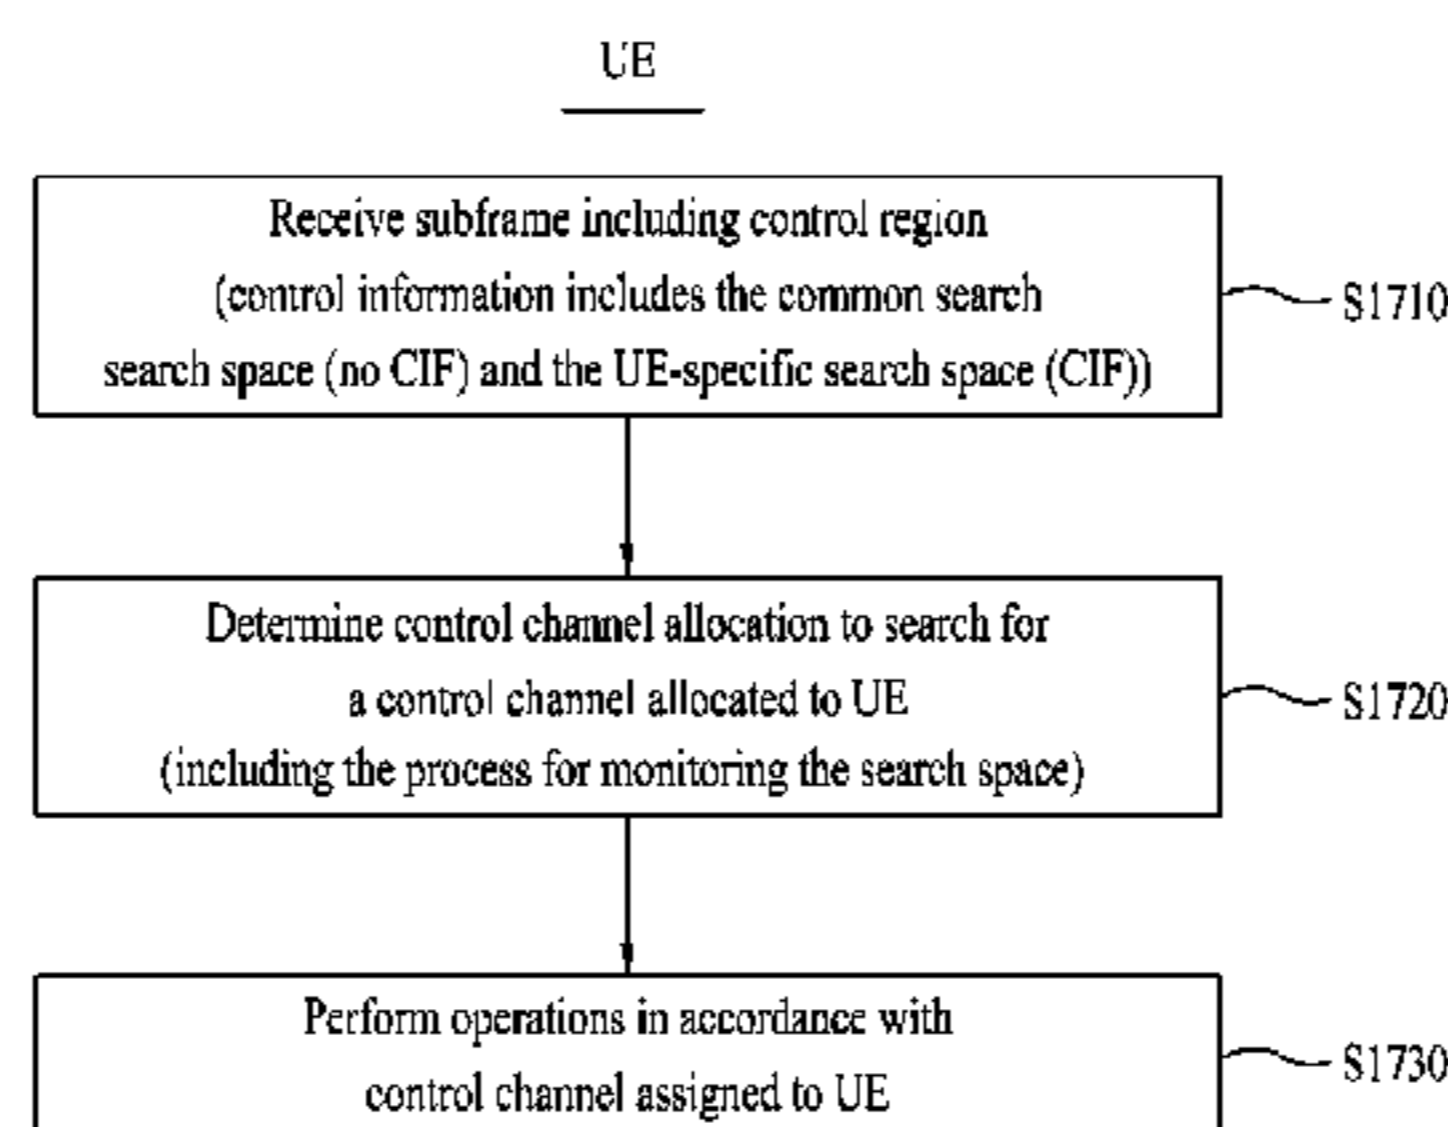 UE
Receive subframe including control region
(control information includes the common search
search space (no CIF) and the UE-specific search space (CIF))
S1710
Determine control channel allocation to search for
a control channel allocated to UE
(including the process for monitoring the search space)
S1720
Perform operations in accordance with
control channel assigned to UE
S1730